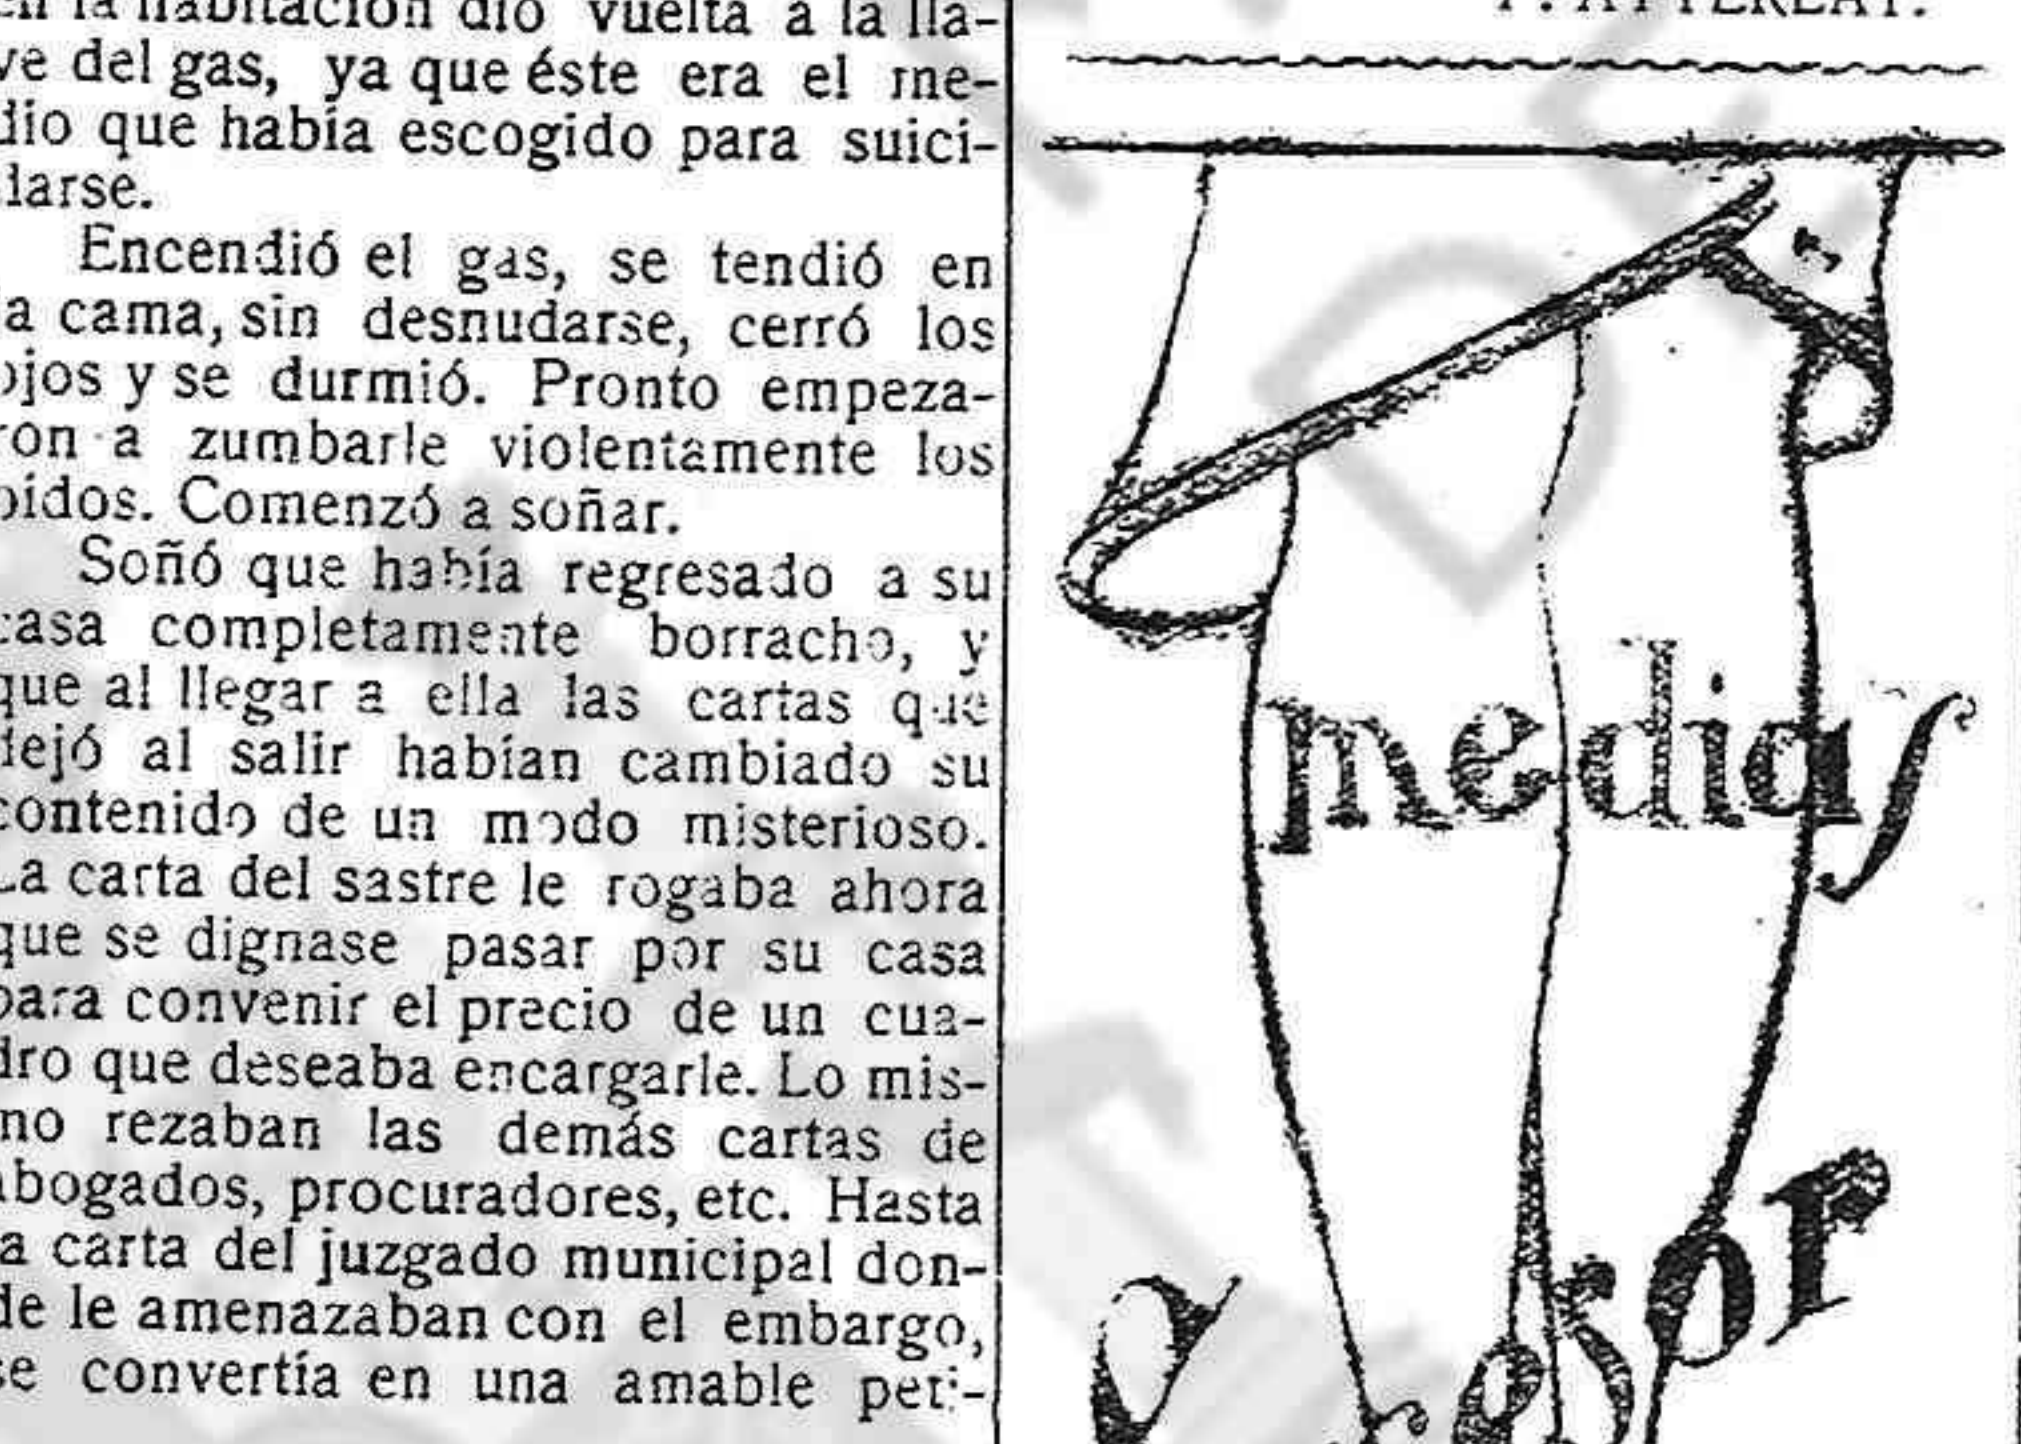 en la habitación dió vuelta a la lla-
ve del gas, ya que éste era el me-
dio que había escogido para suici-
larse.
Encendió el gas, se tendió en
a cama, sin desnudarse, cerró los
ojos y se durmió. Pronto empeza-
ron a zumbarle violentamente los
oidos. Comenzó a soñar.
Soñó que había regresado a su
casa completamente borracho, y
que al llegar a ella las cartas que
dejó al salir habían cambiado su
contenido de un modo misterioso.
La carta del sastre le rogaba ahora
que se dignase pasar por su casa
para convenir el precio de un cua-
dro que deseaba encargarle. Lo mis-
mo rezaban las demás cartas de
abogados, procuradores, etc. Hasta
a carta del juzgado municipal don-
de le amenazaban con el embargo,
se convertía en una amable peti-
medias